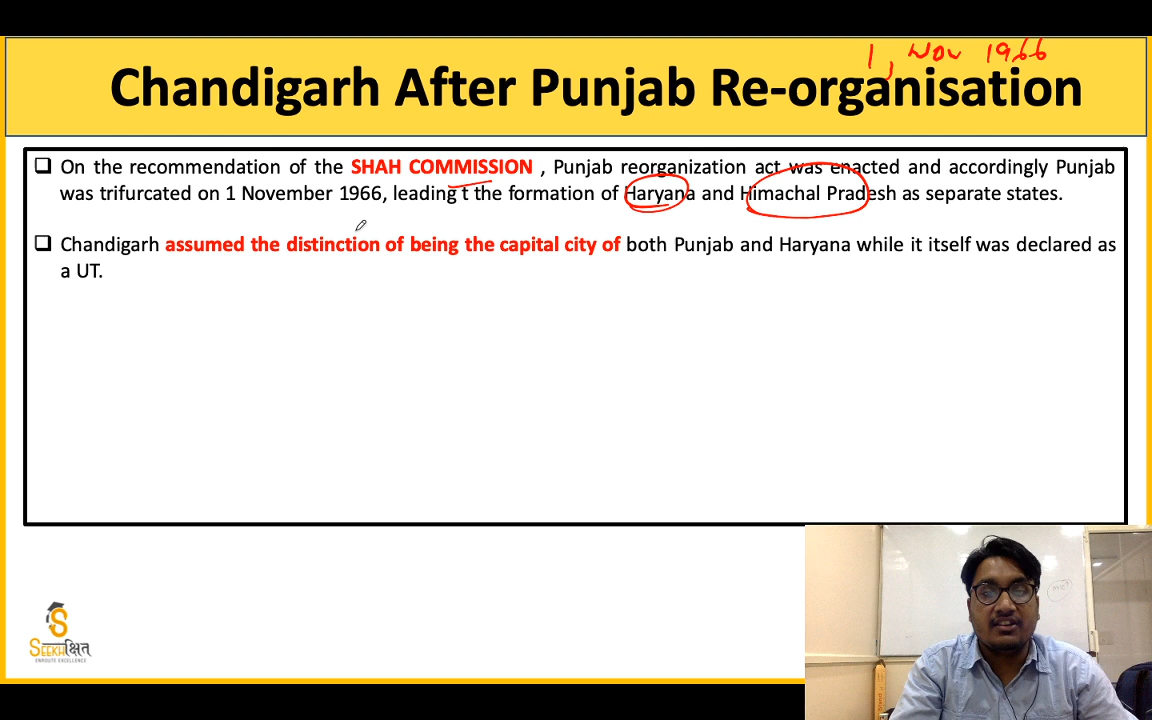 1, Nov 1966
Chandigarh After Punjab Re-organisation
On the recommendation of the SHAH COMMISSION , Punjab reorganization act was enacted and accordingly Punjab
was trifurcated on 1 November 1966, leading t the formation of Haryana and Himachal Pradesh as separate states.
Chandigarh assumed the distinction of being the capital city of both Punjab and Haryana while it itself was declared as
a UT.
S
SEEKHक्षित
ENROUTE EXCELLENCE